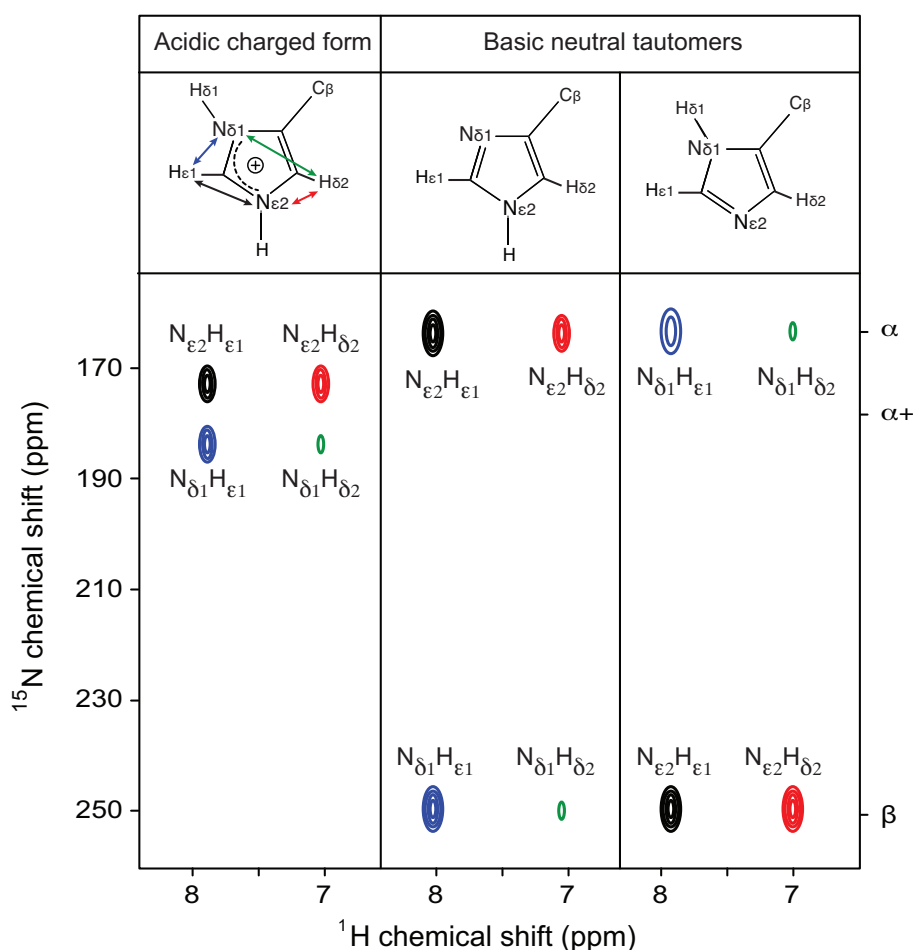 Acidic charged form
Basic neutral tautomers
Hδ1
Cβ
Nδ1
Hε1
⊕
Hδ2
Nε2
H
Cβ
Nδ1
Hε1
Hδ2
Nε2
H
Hδ1
Cβ
Nδ1
Hε1
Hδ2
Nε2
Nε2Hε1 Nε2Hδ2
Nδ1Hε1 Nδ1Hδ2
Nε2Hε1 Nε2Hδ2
Nδ1Hε1 Nδ1Hδ2
Nδ1Hε1 Nδ1Hδ2
Nε2Hε1 Nε2Hδ2
α
α+
β
170
190
210
230
250
15N chemical shift (ppm)
8 7 8 7 8 7
1H chemical shift (ppm)